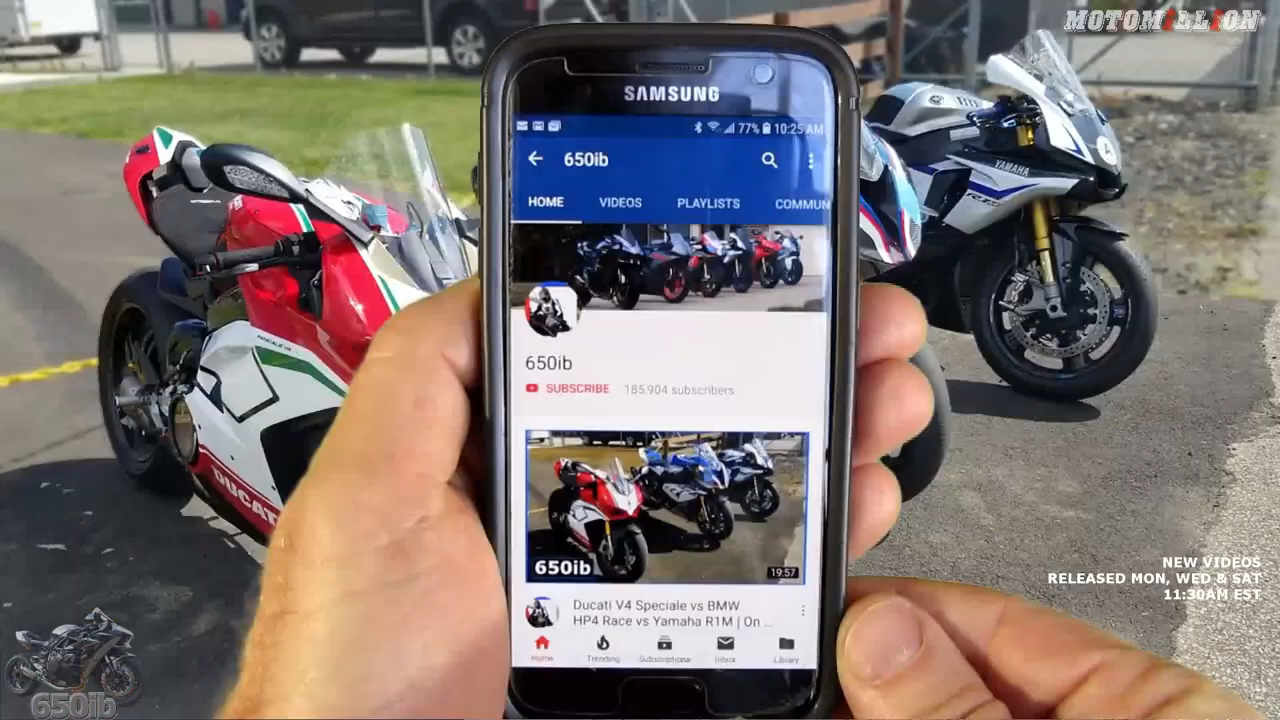 MOTOMiLLiON
SAMSUNG
77% 10:25 AM
650ib
HOME VIDEOS PLAYLISTS COMMUN
650ib
SUBSCRIBE 185,904 subscribers
650ib
19:57
Ducati V4 Speciale vs BMW
HP4 Race vs Yamaha R1M | On ...
Home Trending Subscriptions Inbox Library
DUCATI
YAMAHA
NEW VIDEOS
RELEASED MON, WED & SAT
11:30AM EST
650ib